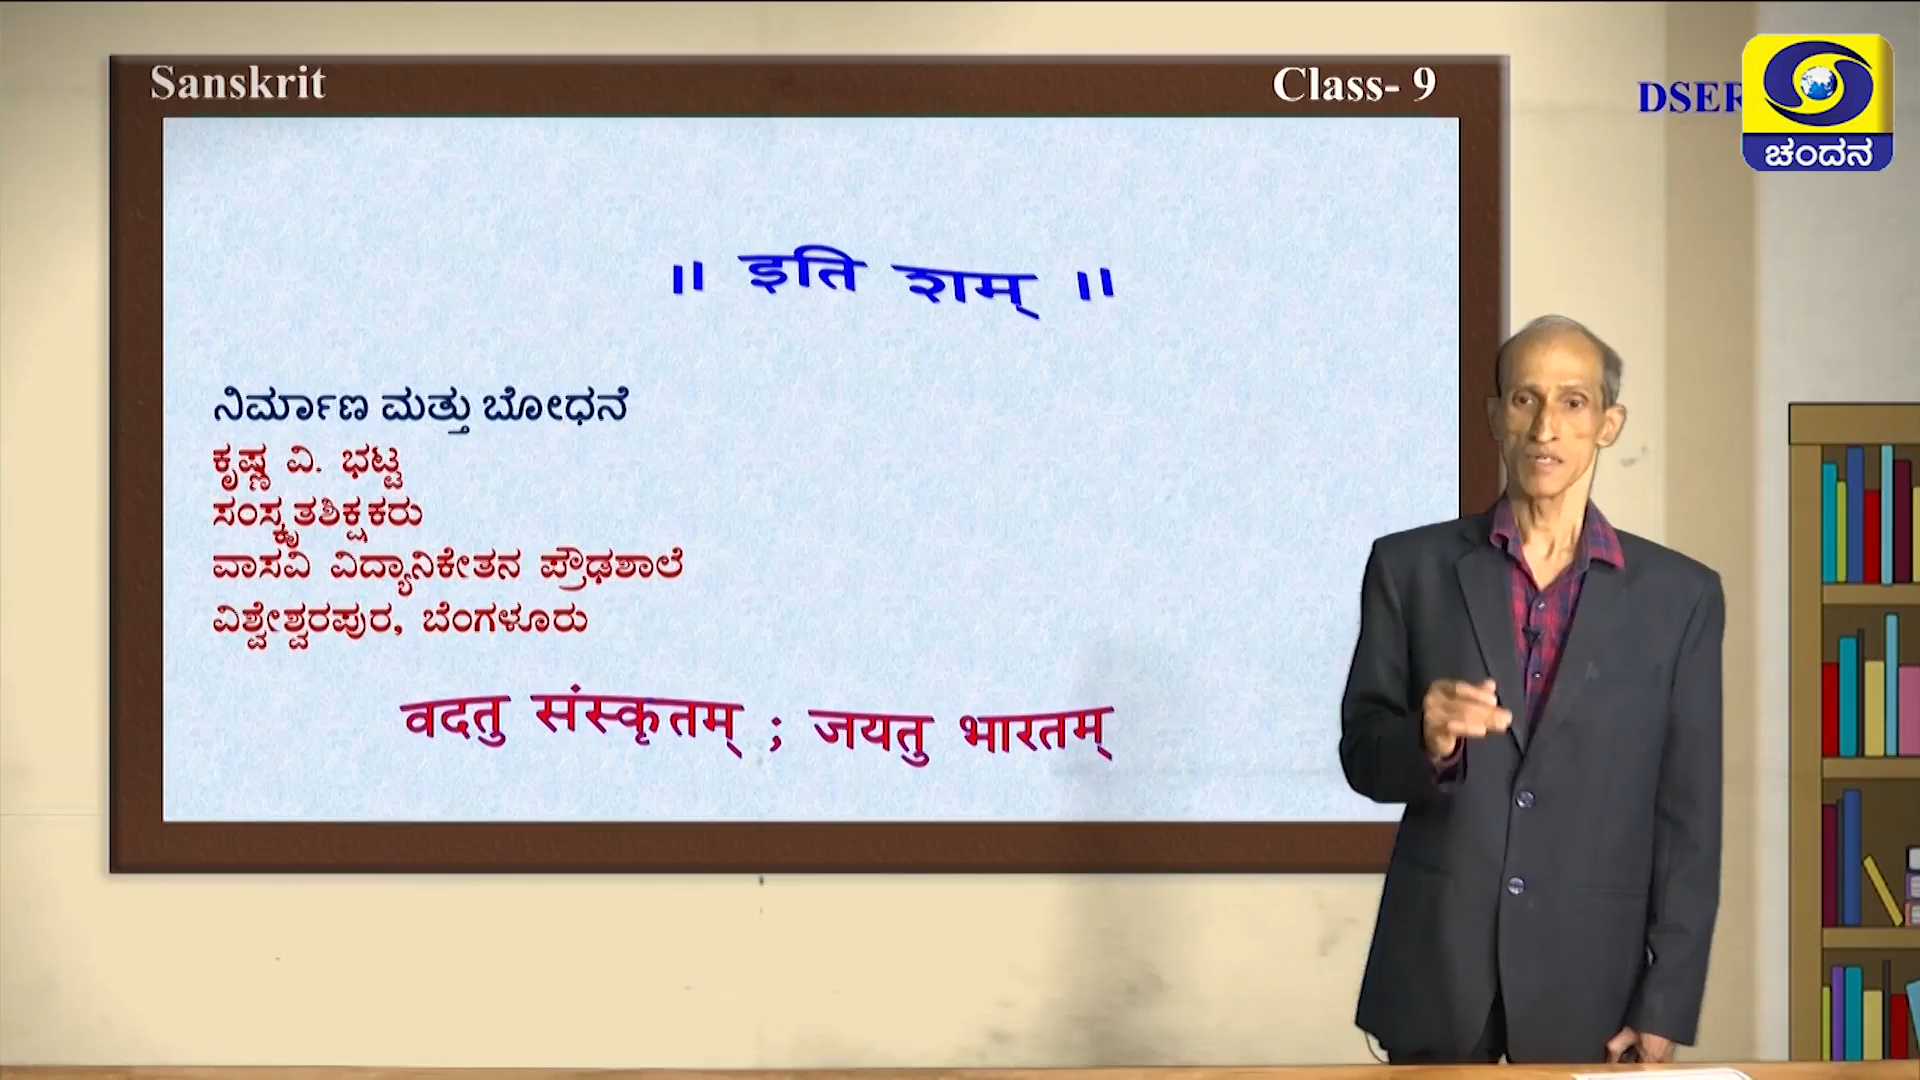 Sanskrit
Class- 9
DSER
ಚಂದನ
॥ इति शम् ॥
ನಿರ್ಮಾಣ ಮತ್ತು ಬೋಧನೆ
ಕೃಷ್ಣ ವಿ. ಭಟ್ಟ
ಸಂಸ್ಕೃತಶಿಕ್ಷಕರು
ವಾಸವಿ ವಿದ್ಯಾನಿಕೇತನ ಪ್ರೌಢಶಾಲೆ
ವಿಶ್ವೇಶ್ವರಪುರ, ಬೆಂಗಳೂರು
वदतु संस्कृतम् ; जयतु भारतम्